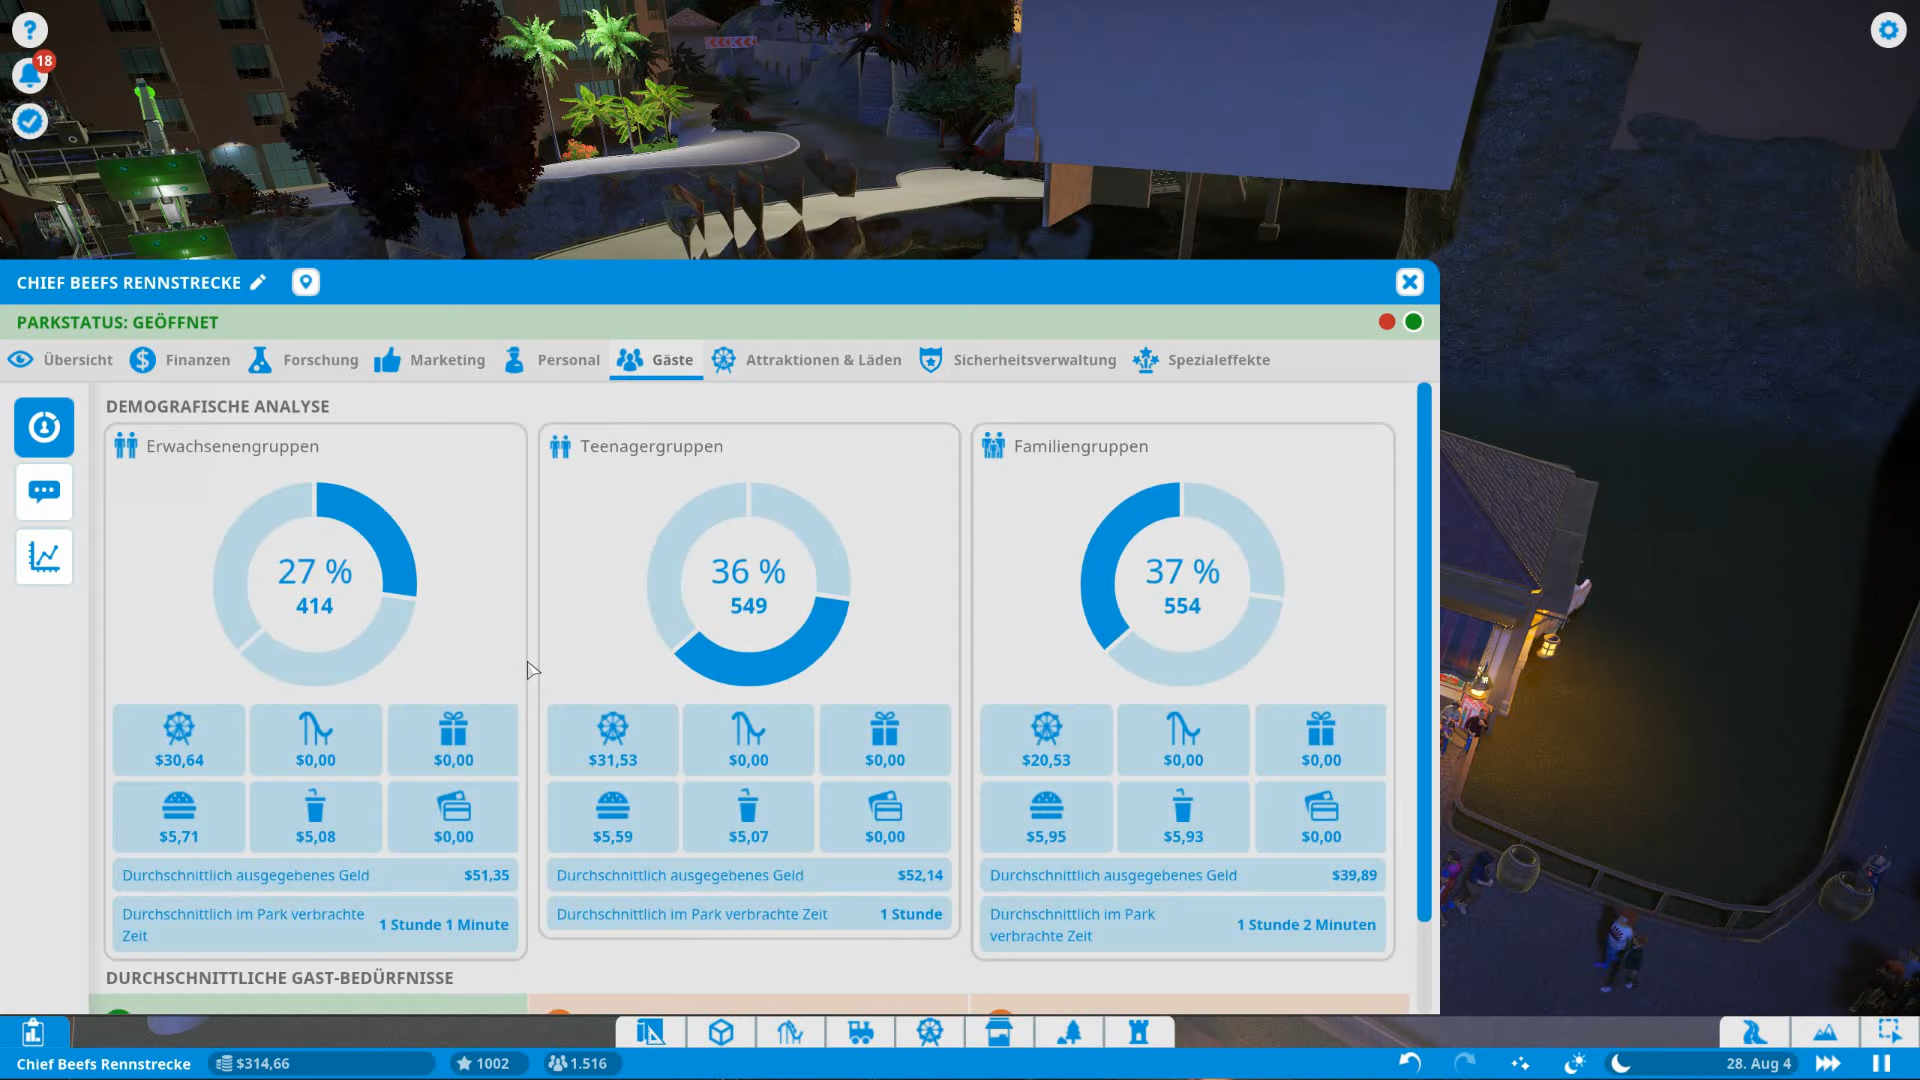 ?
18
CHIEF BEEFS RENNSTRECKE
PARKSTATUS: GEÖFFNET
Übersicht
Finanzen
Forschung
Marketing
Personal
Gäste
Attraktionen & Läden
Sicherheitsverwaltung
Spezialeffekte
DEMOGRAFISCHE ANALYSE
Erwachsenengruppen
27 %
414
$30,64
$0,00
$0,00
$5,71
$5,08
$0,00
Durchschnittlich ausgegebenes Geld
$51,35
Durchschnittlich im Park verbrachte
Zeit
1 Stunde 1 Minute
Teenagergruppen
36 %
549
$31,53
$0,00
$0,00
$5,59
$5,07
$0,00
Durchschnittlich ausgegebenes Geld
$52,14
Durchschnittlich im Park verbrachte Zeit
1 Stunde
Familiengruppen
37 %
554
$20,53
$0,00
$0,00
$5,95
$5,93
$0,00
Durchschnittlich ausgegebenes Geld
$39,89
Durchschnittlich im Park
verbrachte Zeit
1 Stunde 2 Minuten
DURCHSCHNITTLICHE GAST-BEDÜRFNISSE
Chief Beefs Rennstrecke
$314,66
1002
1.516
28. Aug 4